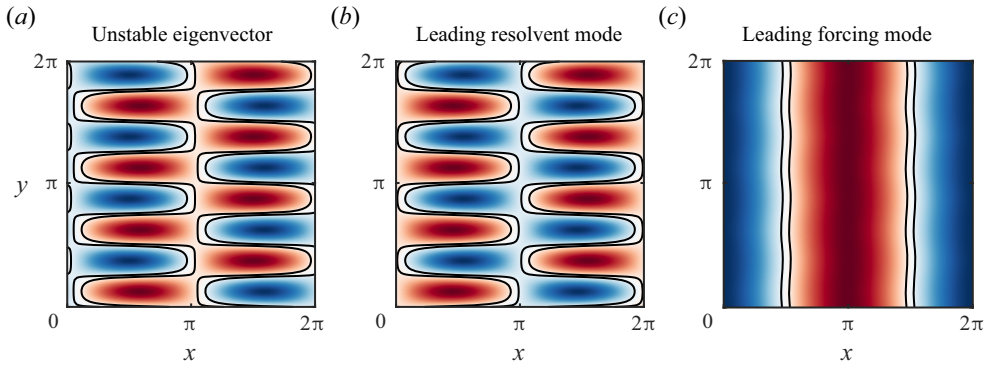 (a) Unstable eigenvector
(b) Leading resolvent mode
(c) Leading forcing mode
2π
2π
2π
y
π
π
π
0
π
2π
0
π
2π
0
π
2π
x
x
x